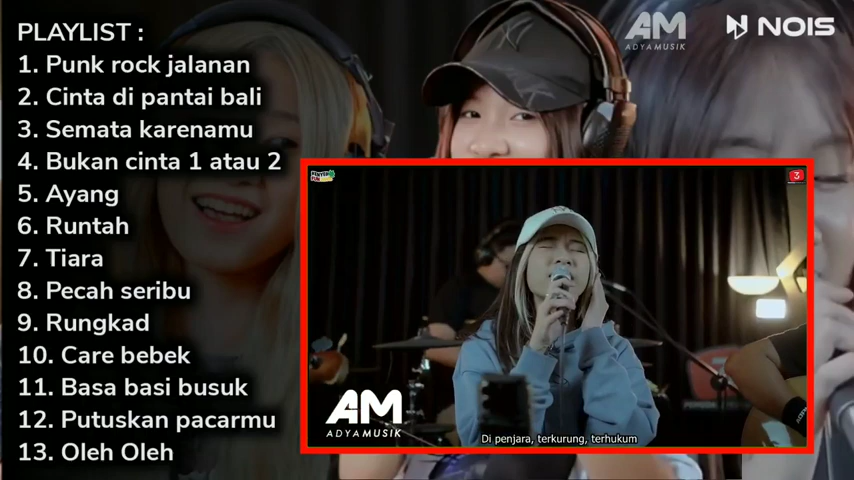 PLAYLIST :
1. Punk rock jalanan
2. Cinta di pantai bali
3. Semata karenamu
4. Bukan cinta 1 atau 2
5. Ayang
6. Runtah
7. Tiara
8. Pecah seribu
9. Rungkad
10. Care bebek
11. Basa basi busuk
12. Putuskan pacarmu
13. Oleh Oleh
AM
ADYAMUSIK
NOIS
3
AM
ADYAMUSIK
Di penjara, terkurung, terhukum